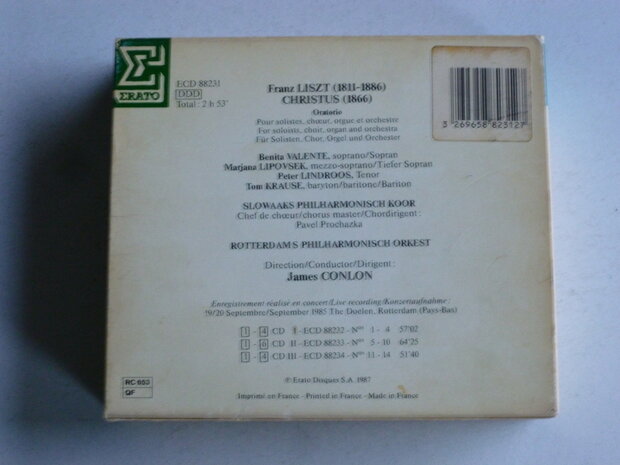 ERATO
ECD 88231
DDD
Total : 2 h 53'
Franz LISZT (1811-1886)
CHRISTUS (1866)
Oratorio
Pour solistes, chœur, orgue et orchestre
For soloists, choir, organ and orchestra
Für Solisten, Chor, Orgel und Orchester
Benita VALENTE, soprano/Sopran
Marjana LIPOVSEK, mezzo-soprano/Tiefer Sopran
Peter LINDROOS, Tenor
Tom KRAUSE, baryton/baritone/Bariton
SLOWAAKS PHILHARMONISCH KOOR
Chef de chœur/chorus master/Chordirigent :
Pavel Prochazka
ROTTERDAMS PHILHARMONISCH ORKEST
Direction/Conductor/Dirigent :
James CONLON
Enregistrement réalisé en concert/Live recording/Konzertaufnahme :
19/20 Septembre/September 1985 The Doelen, Rotterdam (Pays-Bas)
1 - 4 CD I - ECD 88232 - Nos 1 - 4 57'02
1 - 6 CD II - ECD 88233 - Nos 5 - 10 64'25
1 - 4 CD III - ECD 88234 - Nos 11 - 14 51'40
℗ Erato Disques S.A. 1987
Imprimé en France - Printed in France - Made in France
3 269658 823127
RC 650
QF